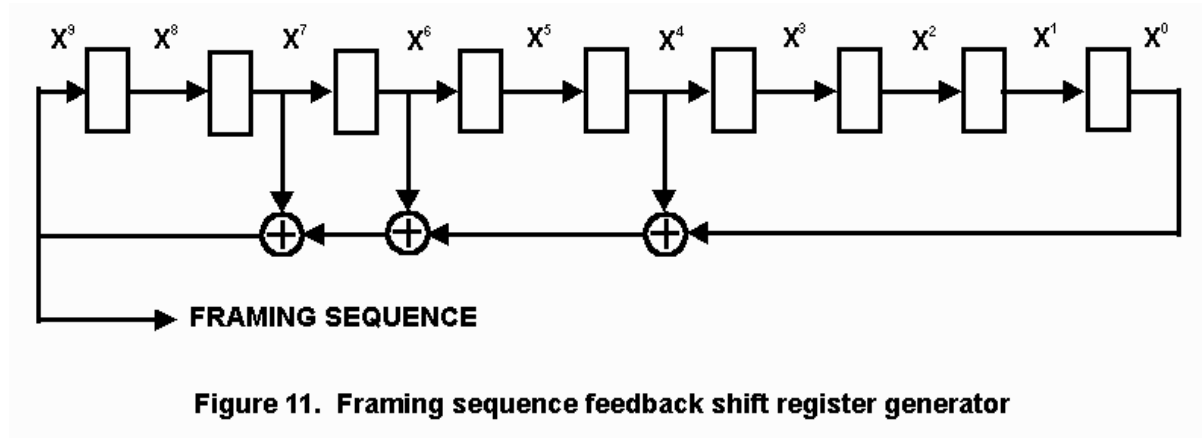 X⁹ X⁸ X⁷ X⁶ X⁵ X⁴ X³ X² X¹ X⁰
FRAMING SEQUENCE
Figure 11. Framing sequence feedback shift register generator